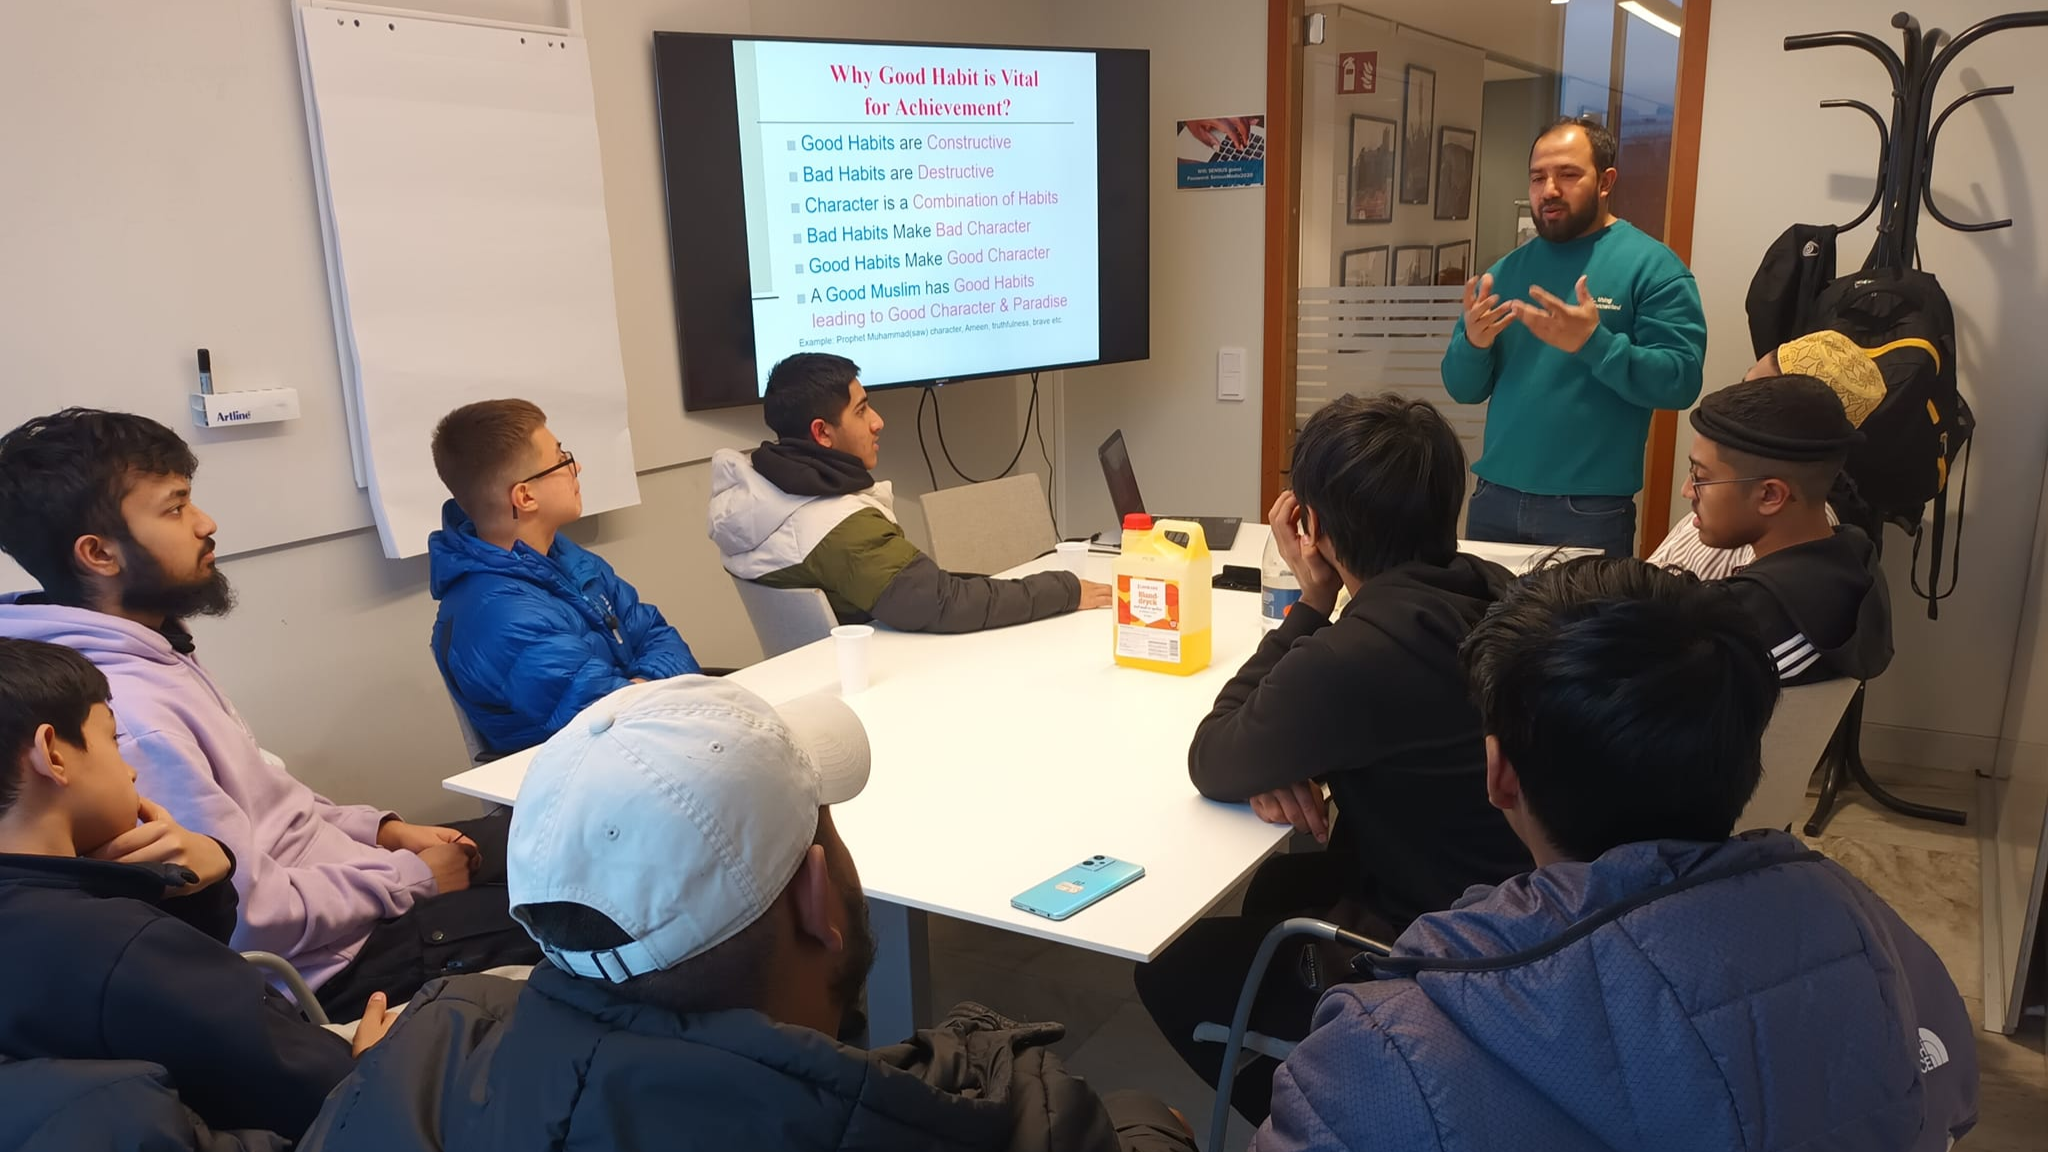 Why Good Habit is Vital
for Achievement?
Good Habits are Constructive
Bad Habits are Destructive
Character is a Combination of Habits
Bad Habits Make Bad Character
Good Habits Make Good Character
A Good Muslim has Good Habits
leading to Good Character & Paradise
Example: Prophet Muhammad(saw) character, Ameen, truthfulness, brave etc.
Artline
Bland
dryck